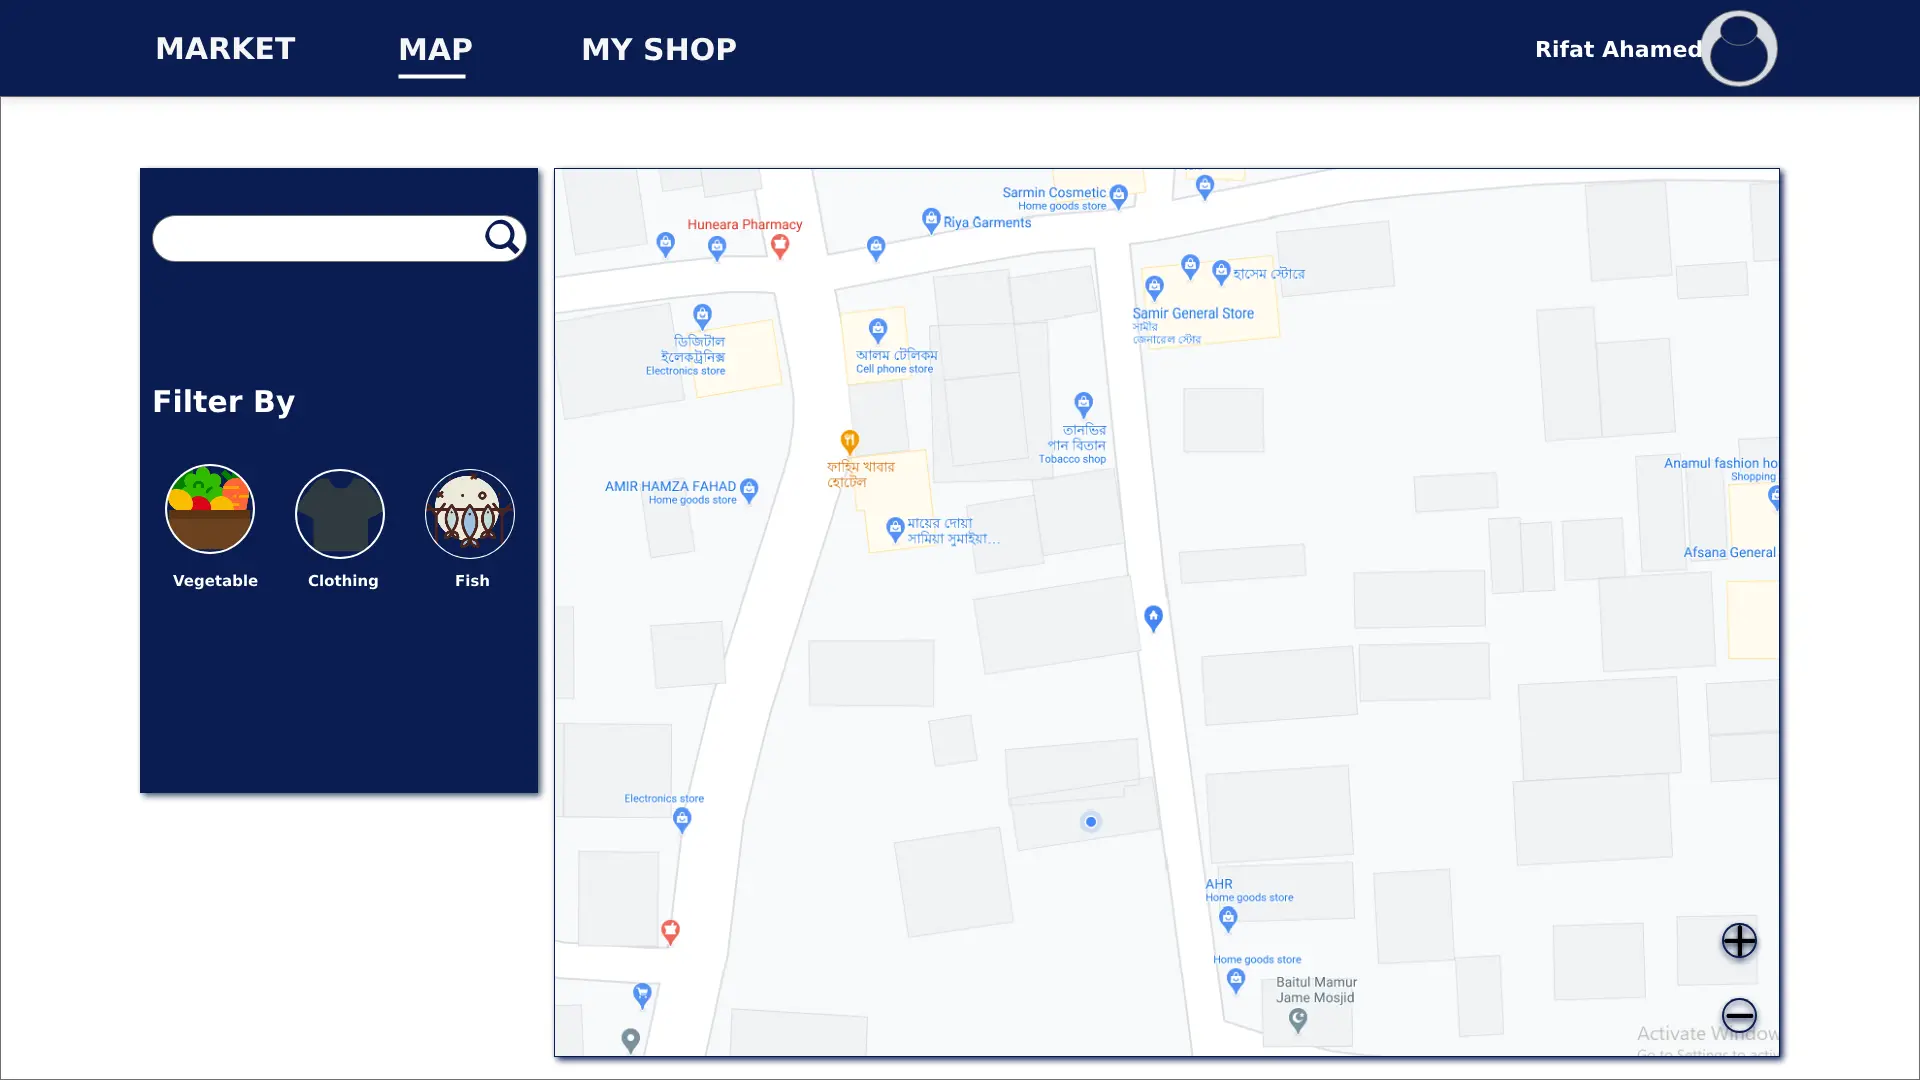 MARKET
MAP
MY SHOP
Rifat Ahamed
Filter By
Vegetable
Clothing
Fish
Sarmin Cosmetic
Home goods store
Huneara Pharmacy
Riya Garments
হাসেম স্টোরে
Samir General Store
সামীর
জেনারেল স্টোর
ডিজিটাল
ইলেকট্রনিক্স
Electronics store
আলম টেলিকম
Cell phone store
তানভির
পান বিতান
Tobacco shop
ফাহিম খাবার
হোটেল
Anamul fashion ho
Shopping
AMIR HAMZA FAHAD
Home goods store
মায়ের দোয়া
সামিয়া সুমাইয়া...
Afsana General
Electronics store
AHR
Home goods store
Home goods store
Baitul Mamur
Jame Mosjid
Activate Window
Go to Settings to activ